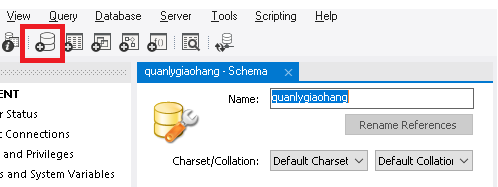 View Query Database Server Tools Scripting Help
quanlygiaohang - Schema
Name: quanlygiaohang
Rename References
Charset/Collation: Default Charset Default Collation
Status
Connections
and Privileges
and System Variables